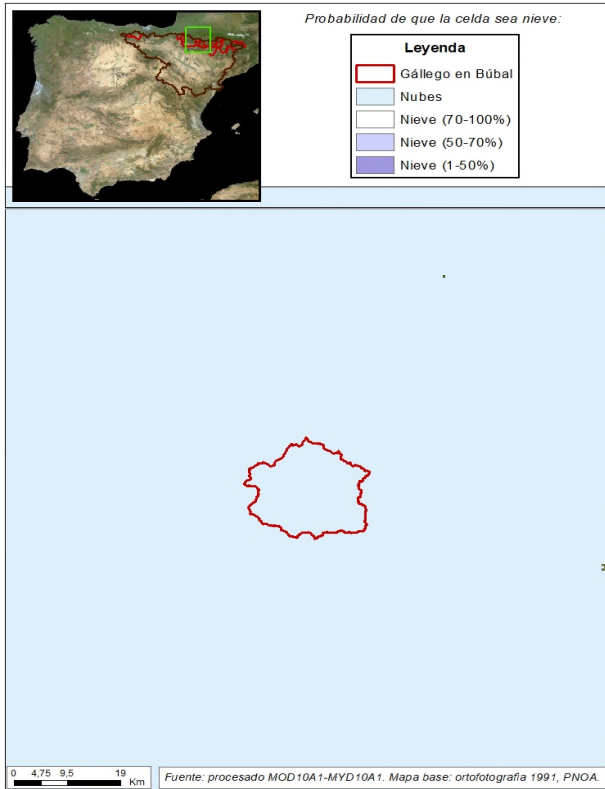 Probabilidad de que la celda sea nieve:
Leyenda
Gállego en Búbal
Nubes
Nieve (70-100%)
Nieve (50-70%)
Nieve (1-50%)
0 4,75 9,5 19
Km
Fuente: procesado MOD10A1-MYD10A1. Mapa base: ortofotografia 1991, PNOA.